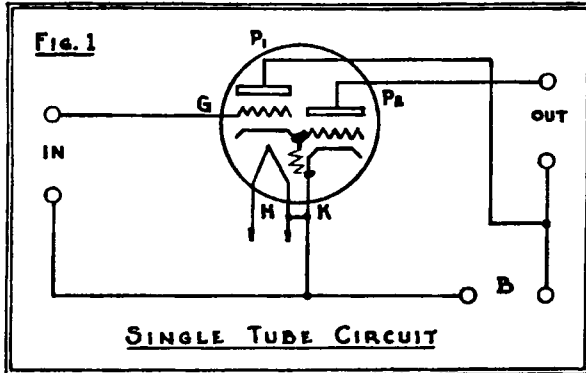 FIG. 1
P1
G
P2
IN
OUT
H K
B
SINGLE TUBE CIRCUIT